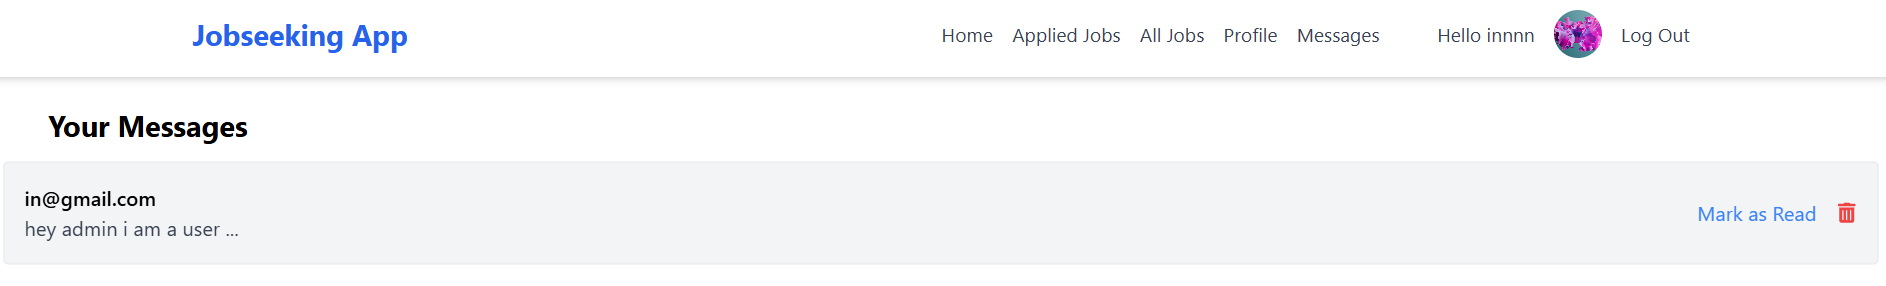 Jobseeking App Home Applied Jobs All Jobs Profile Messages Hello innnn Log Out
Your Messages
in@gmail.com
hey admin i am a user ...
Mark as Read